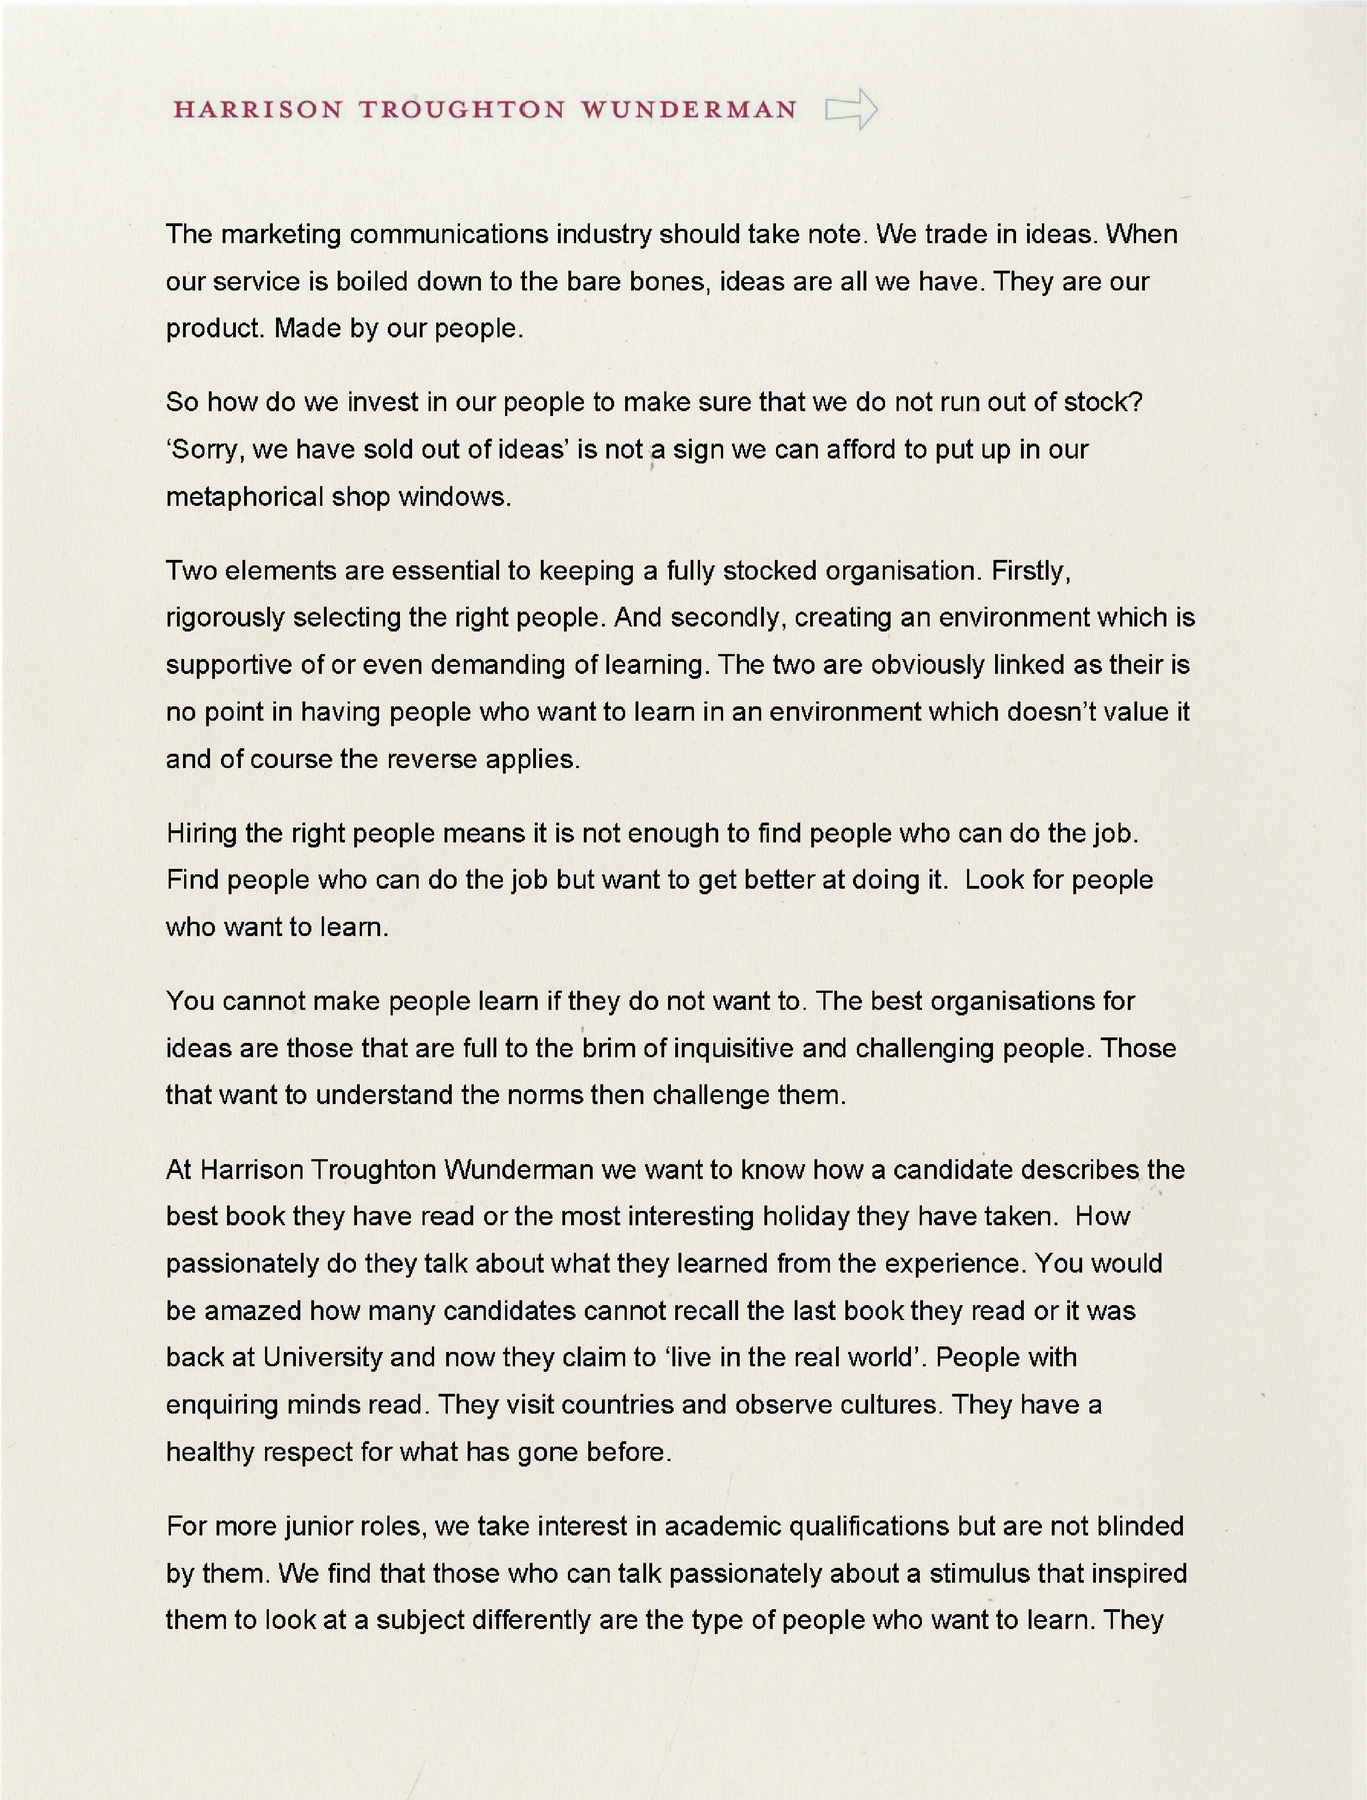 HARRISON TROUGHTON WUNDERMAN
The marketing communications industry should take note. We trade in ideas. When
our service is boiled down to the bare bones, ideas are all we have. They are our
product. Made by our people.
So how do we invest in our people to make sure that we do not run out of stock?
‘Sorry, we have sold out of ideas’ is not a sign we can afford to put up in our
metaphorical shop windows.
Two elements are essential to keeping a fully stocked organisation. Firstly,
rigorously selecting the right people. And secondly, creating an environment which is
supportive of or even demanding of learning. The two are obviously linked as their is
no point in having people who want to learn in an environment which doesn’t value it
and of course the reverse applies.
Hiring the right people means it is not enough to find people who can do the job.
Find people who can do the job but want to get better at doing it.  Look for people
who want to learn.
You cannot make people learn if they do not want to. The best organisations for
ideas are those that are full to the brim of inquisitive and challenging people. Those
that want to understand the norms then challenge them.
At Harrison Troughton Wunderman we want to know how a candidate describes the
best book they have read or the most interesting holiday they have taken.  How
passionately do they talk about what they learned from the experience. You would
be amazed how many candidates cannot recall the last book they read or it was
back at University and now they claim to ‘live in the real world’. People with
enquiring minds read. They visit countries and observe cultures. They have a
healthy respect for what has gone before.
For more junior roles, we take interest in academic qualifications but are not blinded
by them. We find that those who can talk passionately about a stimulus that inspired
them to look at a subject differently are the type of people who want to learn. They